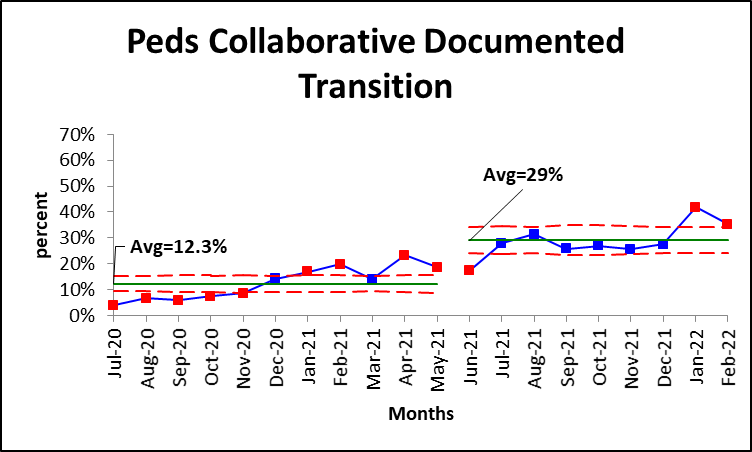 Peds Collaborative Documented
Transition
percent
70%
60%
50%
40%
30%
20%
10%
0%
Avg=12.3%
Avg=29%
Jul-20
Aug-20
Sep-20
Oct-20
Nov-20
Dec-20
Jan-21
Feb-21
Mar-21
Apr-21
May-21
Jun-21
Jul-21
Aug-21
Sep-21
Oct-21
Nov-21
Dec-21
Jan-22
Feb-22
Months